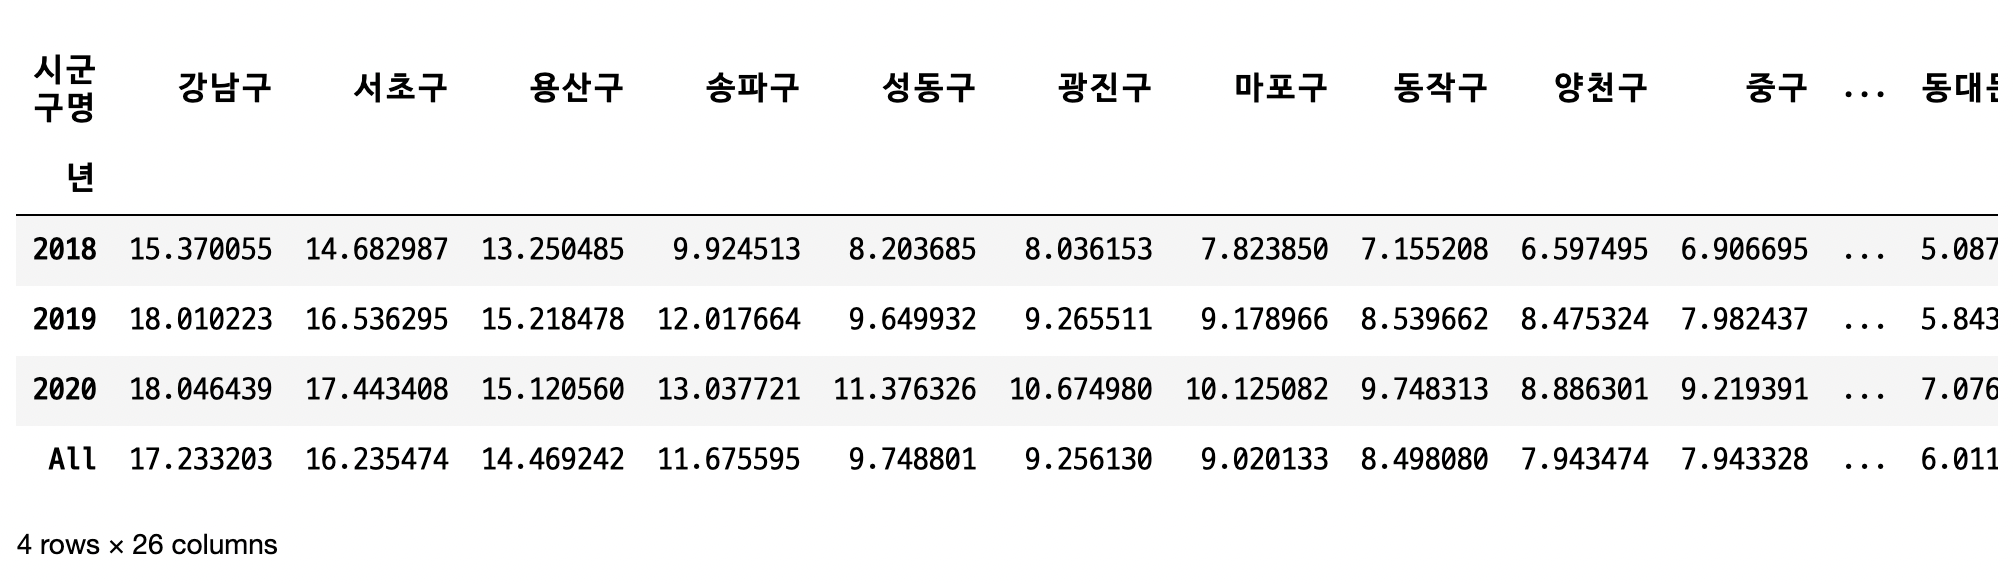 시군
구명 강남구 서초구 용산구 송파구 성동구 광진구 마포구 동작구 양천구 중구 ...
년
2018 15.370055 14.682987 13.250485 9.924513 8.203685 8.036153 7.823850 7.155208 6.597495 6.906695 ... 5.087
2019 18.010223 16.536295 15.218478 12.017664 9.649932 9.265511 9.178966 8.539662 8.475324 7.982437 ... 5.843
2020 18.046439 17.443408 15.120560 13.037721 11.376326 10.674980 10.125082 9.748313 8.886301 9.219391 ... 7.076
All 17.233203 16.235474 14.469242 11.675595 9.748801 9.256130 9.020133 8.498080 7.943474 7.943328 ... 6.011
4 rows × 26 columns